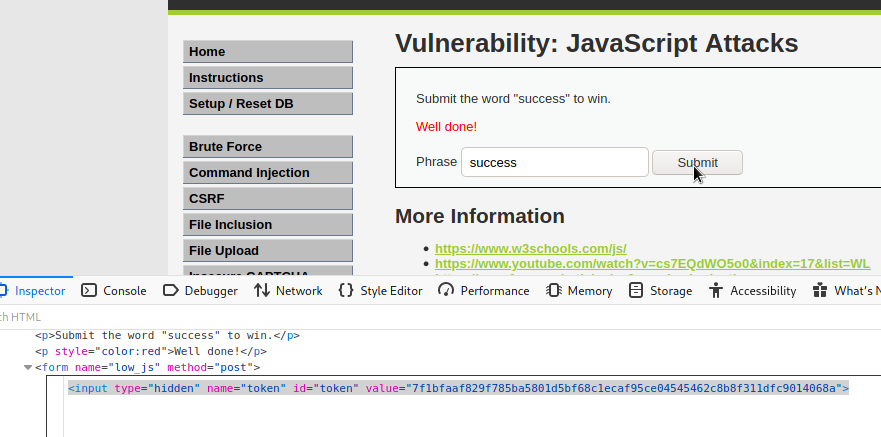 Vulnerability: JavaScript Attacks
Home
Instructions
Setup / Reset DB
Brute Force
Command Injection
CSRF
File Inclusion
File Upload
Insecure CAPTCHA
Submit the word "success" to win.
Well done!
Phrase success Submit
More Information
https://www.w3schools.com/js/
https://www.youtube.com/watch?v=cs7EQdWO5o0&index=17&list=WL
Inspector Console Debugger Network Style Editor Performance Memory Storage Accessibility What's N
ch HTML
<p>Submit the word "success" to win.</p>
<p style="color:red">Well done!</p>
<form name="low_js" method="post">
<input type="hidden" name="token" id="token" value="7f1bfaaf829f785ba5801d5bf68c1ecaf95ce04545462c8b8f311dfc9014068a">